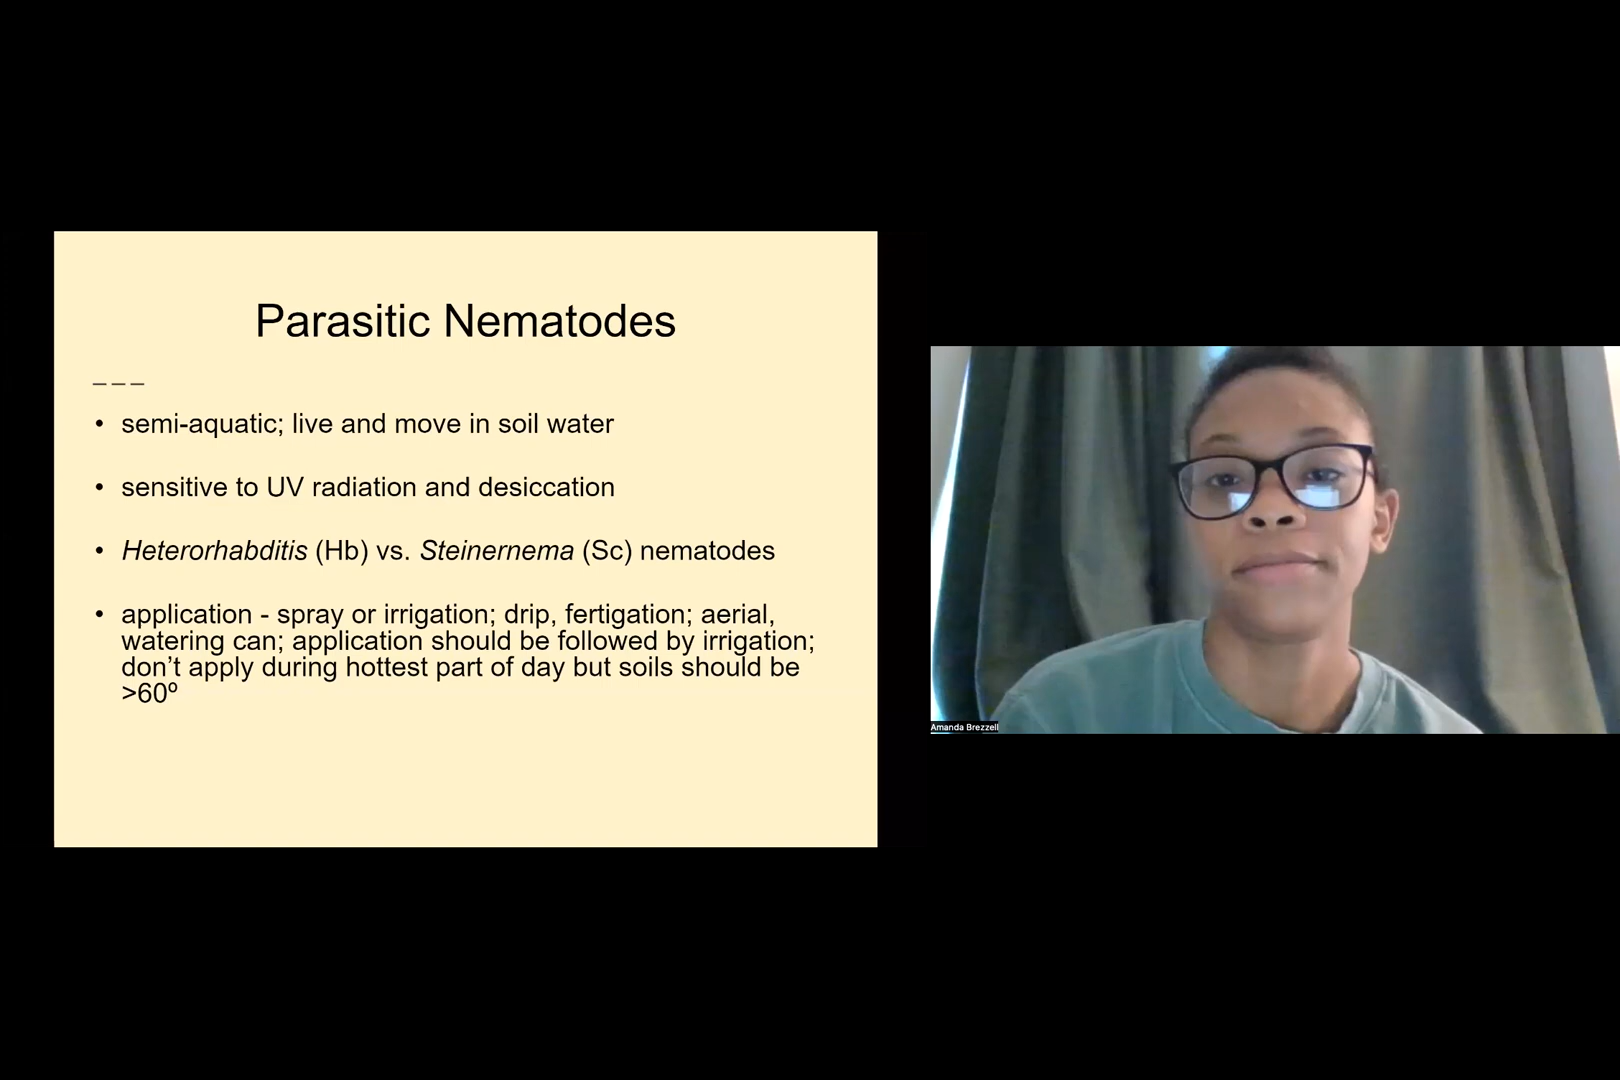 Parasitic Nematodes
___
• semi-aquatic; live and move in soil water
• sensitive to UV radiation and desiccation
• Heterorhabditis (Hb) vs. Steinernema (Sc) nematodes
• application - spray or irrigation; drip, fertigation; aerial,
watering can; application should be followed by irrigation;
don’t apply during hottest part of day but soils should be
>60º
Amanda Brezzell